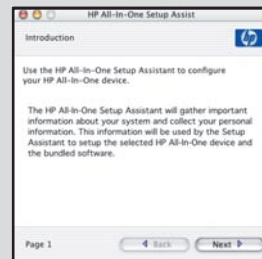 HP All-In-One Setup Assist
Introduction
hp
Use the HP All-In-One Setup Assistant to configure
your HP All-In-One device.
The HP All-In-One Setup Assistant will gather important
information about your system and collect your personal
information. This information will be used by the Setup
Assistant to setup the selected HP All-In-One device and
the bundled software.
Page 1
Back
Next